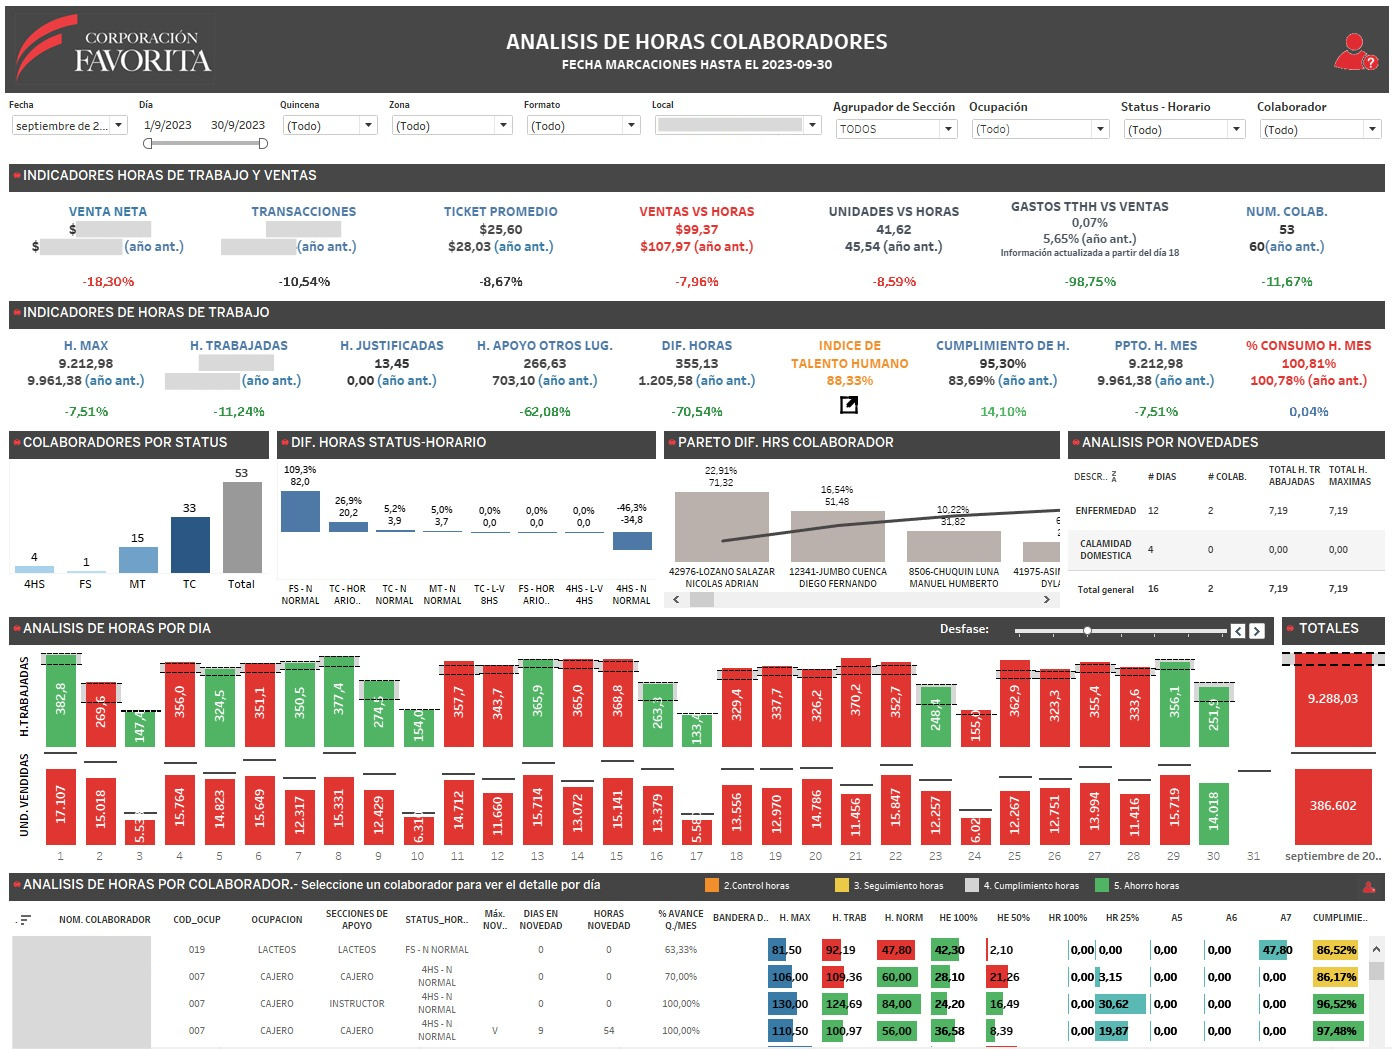 CORPORACIÓN
FAVORITA
ANALISIS DE HORAS COLABORADORES
FECHA MARCACIONES HASTA EL 2023-09-30
Fecha Día Quincena Zona Formato Local Agrupador de Sección Ocupación Status - Horario Colaborador
septiembre de 2... 1/9/2023 30/9/2023 (Todo) (Todo) (Todo) TODOS (Todo) (Todo) (Todo)
INDICADORES HORAS DE TRABAJO Y VENTAS
VENTA NETA
$
$ (año ant.)
-18,30%
TRANSACCIONES
(año ant.)
-10,54%
TICKET PROMEDIO
$25,60
$28,03 (año ant.)
-8,67%
VENTAS VS HORAS
$99,37
$107,97 (año ant.)
-7,96%
UNIDADES VS HORAS
41,62
45,54 (año ant.)
-8,59%
GASTOS TTHH VS VENTAS
0,07%
5,65% (año ant.)
Información actualizada a partir del día 18
-98,75%
NUM. COLAB.
53
60(año ant.)
-11,67%
INDICADORES DE HORAS DE TRABAJO
H. MAX
9.212,98
9.961,38 (año ant.)
-7,51%
H. TRABAJADAS
(año ant.)
-11,24%
H. JUSTIFICADAS
13,45
0,00 (año ant.)
H. APOYO OTROS LUG.
266,63
703,10 (año ant.)
-62,08%
DIF. HORAS
355,13
1.205,58 (año ant.)
-70,54%
INDICE DE
TALENTO HUMANO
88,33%
CUMPLIMIENTO DE H.
95,30%
83,69% (año ant.)
14,10%
PPTO. H. MES
9.212,98
9.961,38 (año ant.)
-7,51%
% CONSUMO H. MES
100,81%
100,78% (año ant.)
0,04%
COLABORADORES POR STATUS
4 1 15 33 53
4HS FS MT TC Total
DIF. HORAS STATUS-HORARIO
109,3% 26,9% 5,2% 5,0% 0,0% 0,0% 0,0% -46,3%
82,0 20,2 3,9 3,7 0,0 0,0 0,0 -34,8
FS - N TC - HOR TC - N MT - N TC - L-V FS - HOR 4HS - L-V 4HS - N
NORMAL ARIO.. NORMAL NORMAL 8HS ARIO.. 4HS NORMAL
PARETO DIF. HRS COLABORADOR
22,91%
71,32
16,54%
51,48
10,22%
31,82
42976-LOZANO SALAZAR
NICOLAS ADRIAN
12341-JUMBO CUENCA
DIEGO FERNANDO
8506-CHUQUIN LUNA
MANUEL HUMBERTO
41975-ASIM
DYLA
ANALISIS POR NOVEDADES
DESCR.. # DIAS # COLAB. TOTAL H. TR TOTAL H.
ABAJADAS MAXIMAS
ENFERMEDAD 12 2 7,19 7,19
CALAMIDAD
DOMESTICA 4 0 0,00 0,00
Total general 16 2 7,19 7,19
ANALISIS DE HORAS POR DIA Desfase:
TOTALES
H.TRABAJADAS
382,8 269,6 147,4 356,0 324,5 351,1 350,5 377,4 274,5 154,0 357,7 343,7 365,9 365,0 368,8 263, 133,4 329,4 337,7 326,2 370,2 352,7 248, 155,0 362,9 323,3 355,4 333,6 356,1 251, 9.288,03
UND.VENDIDAS
17.107 15.018 5.53 15.764 14.823 15.649 12.317 15.331 12.429 6.310 14.712 11.660 15.714 13.072 15.141 13.379 5.58 13.556 12.970 14.786 11.456 15.847 12.257 6.02 12.267 12.751 13.994 11.416 15.719 14.018 386.602
1 2 3 4 5 6 7 8 9 10 11 12 13 14 15 16 17 18 19 20 21 22 23 24 25 26 27 28 29 30 31 septiembre de 20..
ANALISIS DE HORAS POR COLABORADOR.- Seleccione un colaborador para ver el detalle por día
2.Control horas 3. Seguimiento horas 4. Cumplimiento horas 5. Ahorro horas
NOM. COLABORADOR COD_OCUP OCUPACION SECCIONES DE APOYO STATUS_HOR.. Máx. NOV.. DIAS EN NOVEDAD HORAS NOVEDAD % AVANCE Q./MES BANDERA D.. H. MAX H. TRAB H. NORM HE 100% HE 50% HR 100% HR 25% A5 A6 A7 CUMPLIMIE..
019 LACTEOS LACTEOS FS - N NORMAL 0 0 63,33% 81,50 92,19 47,80 42,30 2,10 0,00 0,00 0,00 0,00 47,80 86,52%
007 CAJERO CAJERO 4HS - N NORMAL 0 0 70,00% 106,00 109,36 60,00 28,10 21,26 0,00 3,15 0,00 0,00 0,00 86,17%
007 CAJERO INSTRUCTOR 4HS - N NORMAL 0 0 100,00% 130,00 124,69 84,00 24,20 16,49 0,00 30,62 0,00 0,00 0,00 96,52%
007 CAJERO CAJERO 4HS - N NORMAL V 9 54 100,00% 110,50 100,97 56,00 36,58 8,39 0,00 19,87 0,00 0,00 0,00 97,48%